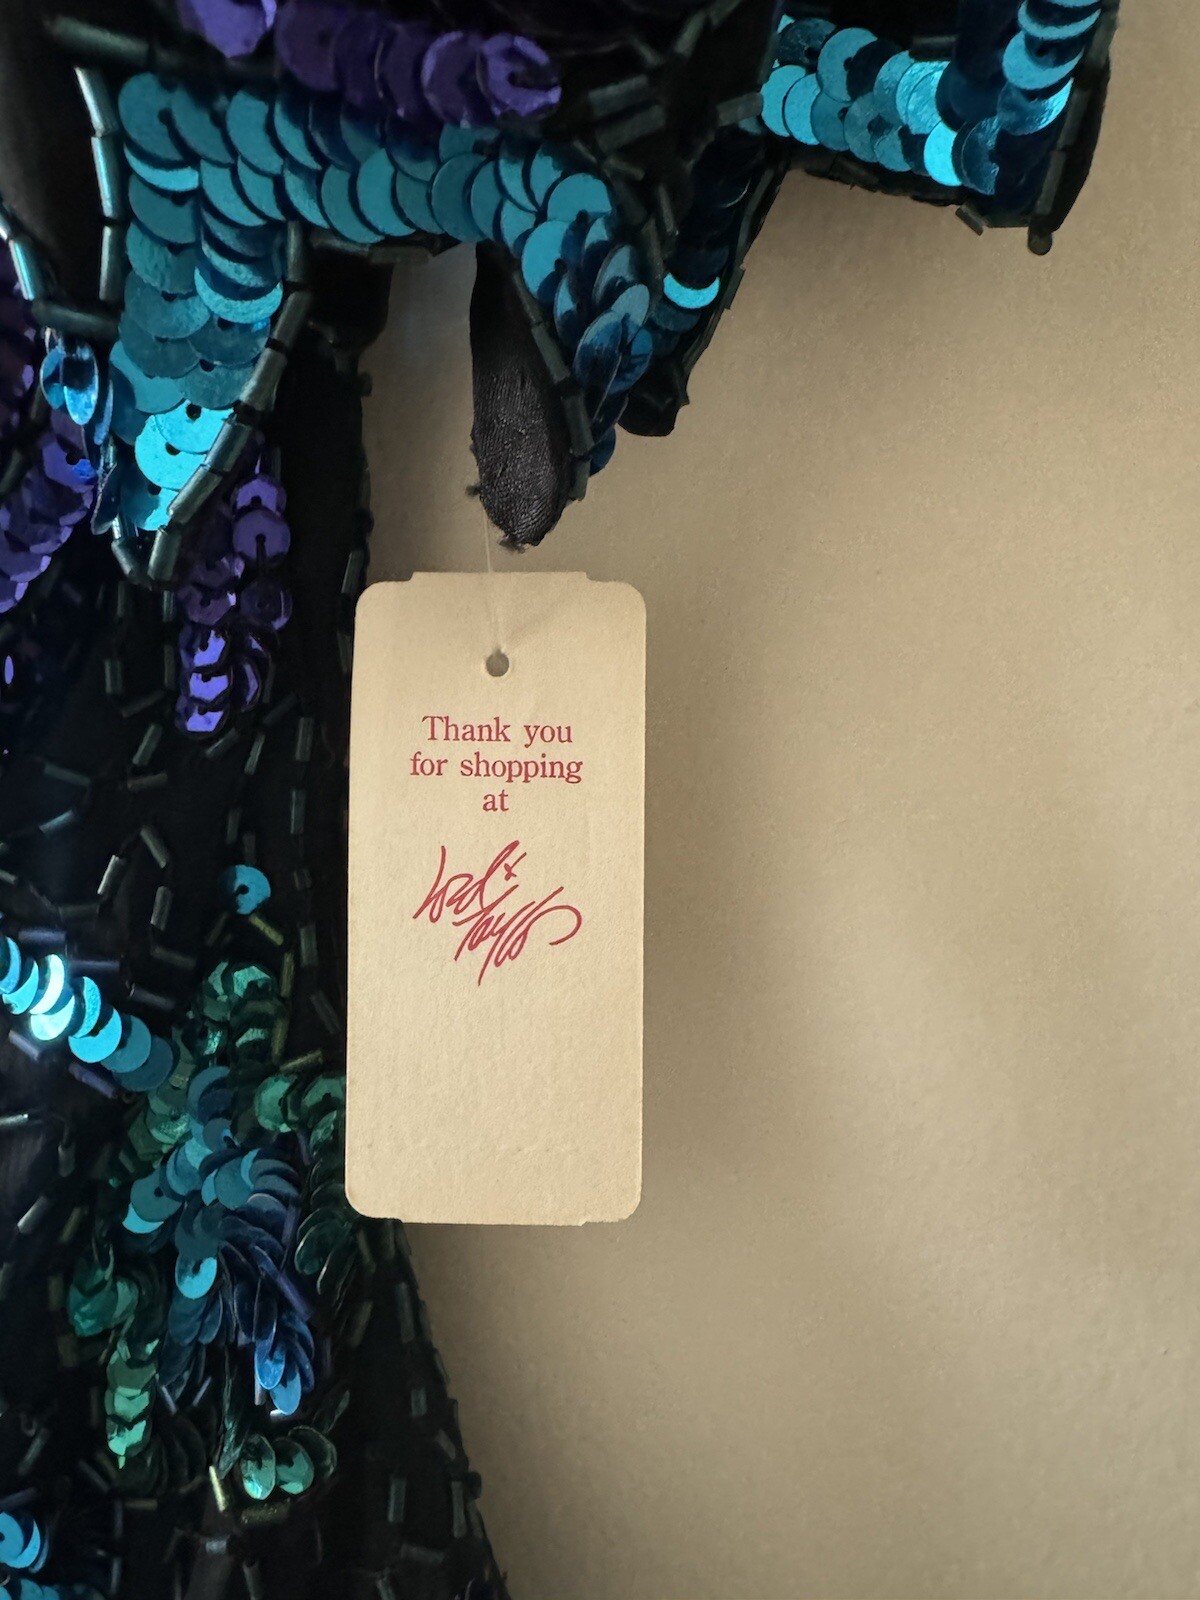 Thank you
for shopping
at
Lord &
Taylor